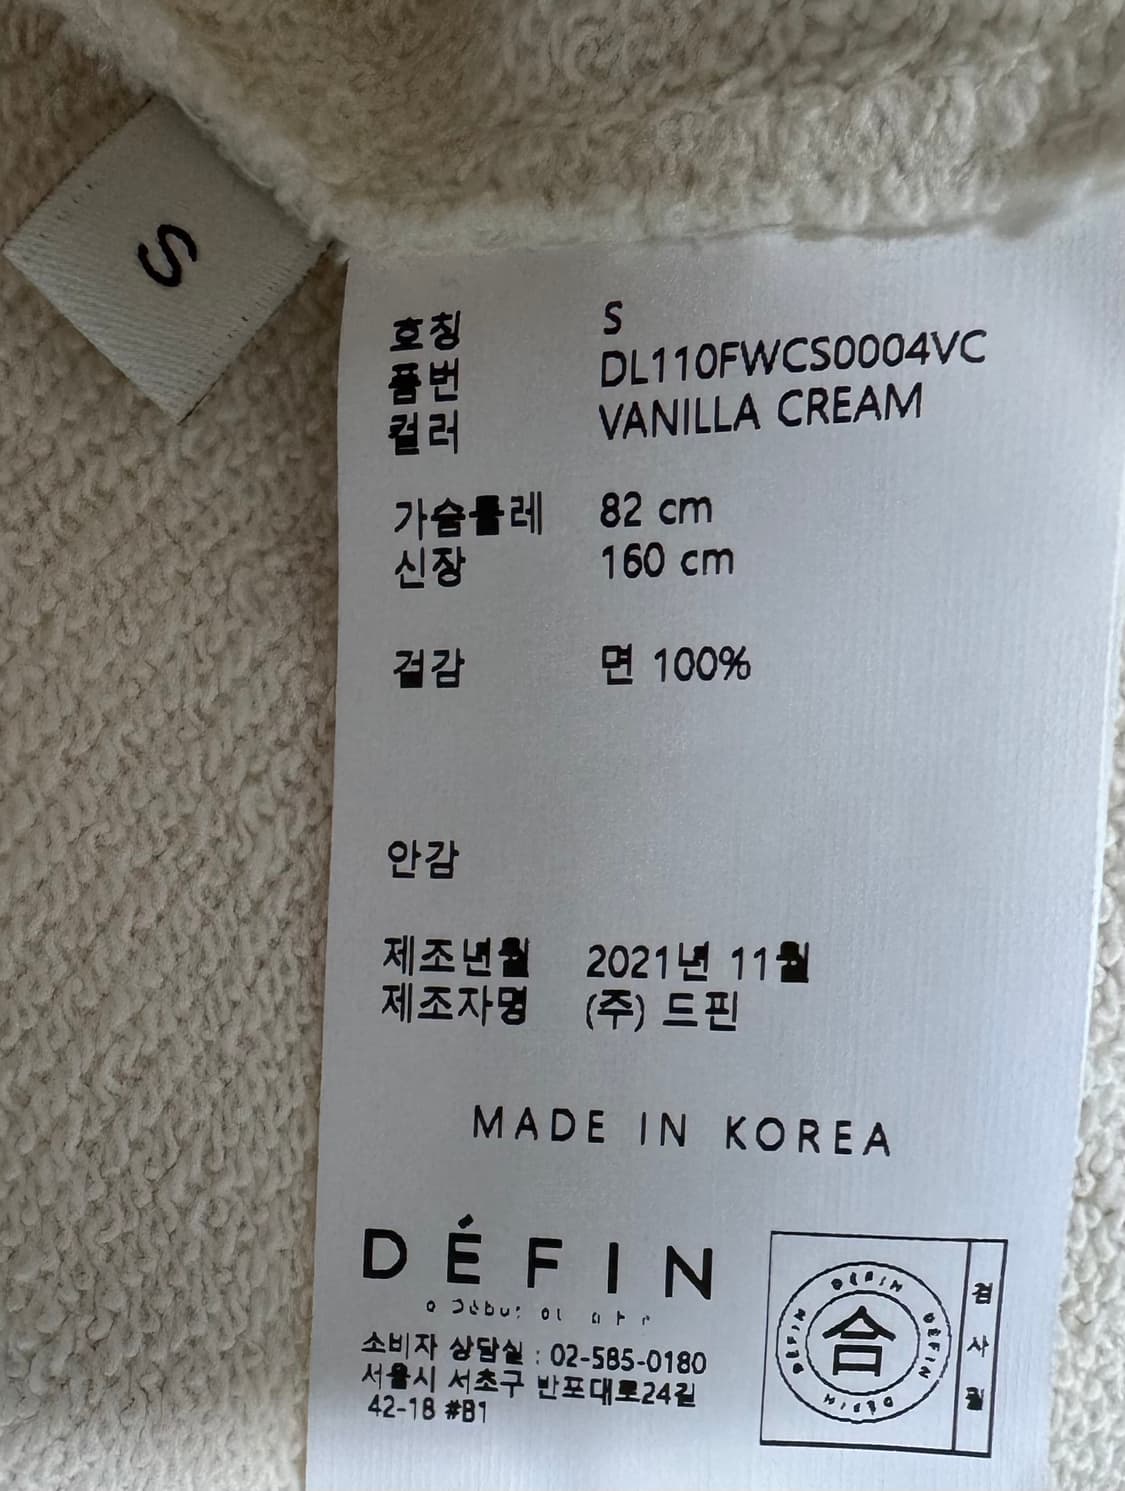 S
호칭 S
품번 DL110FWCS0004VC
컬러 VANILLA CREAM
가슴둘레 82 cm
신장 160 cm
겉감 면 100%
안감
제조년월 2021년 11월
제조자명 (주) 드핀
MADE IN KOREA
DÉFIN
소비자 상담실 : 02-585-0180
서울시 서초구 반포대로24길
42-18 #B1
DÉFIN DÉFIN DÉFIN DÉFIN
合
검사필